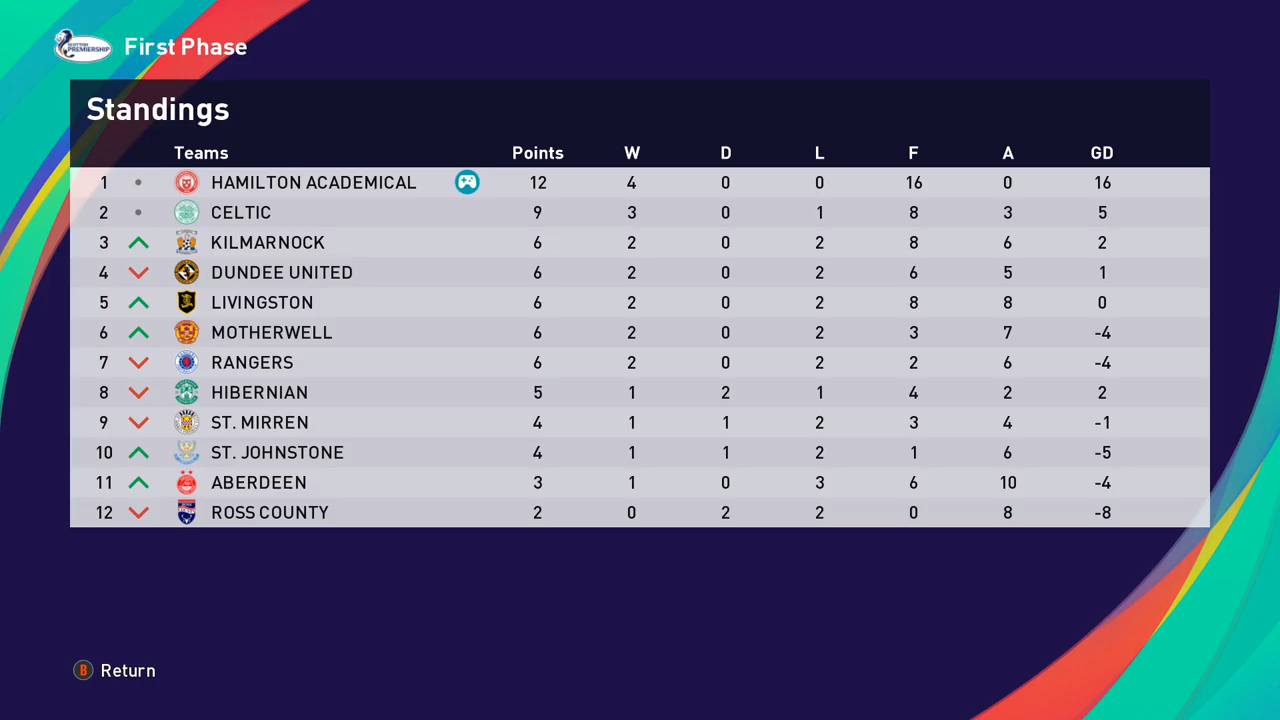 SCOTTISH
PREMIERSHIP
First Phase
Standings
Teams Points W D L F A GD
1 HAMILTON ACADEMICAL 12 4 0 0 16 0 16
2 CELTIC 9 3 0 1 8 3 5
3 KILMARNOCK 6 2 0 2 8 6 2
4 DUNDEE UNITED 6 2 0 2 6 5 1
5 LIVINGSTON 6 2 0 2 8 8 0
6 MOTHERWELL 6 2 0 2 3 7 -4
7 RANGERS 6 2 0 2 2 6 -4
8 HIBERNIAN 5 1 2 1 4 2 2
9 ST. MIRREN 4 1 1 2 3 4 -1
10 ST. JOHNSTONE 4 1 1 2 1 6 -5
11 ABERDEEN 3 1 0 3 6 10 -4
12 ROSS COUNTY 2 0 2 2 0 8 -8
B Return